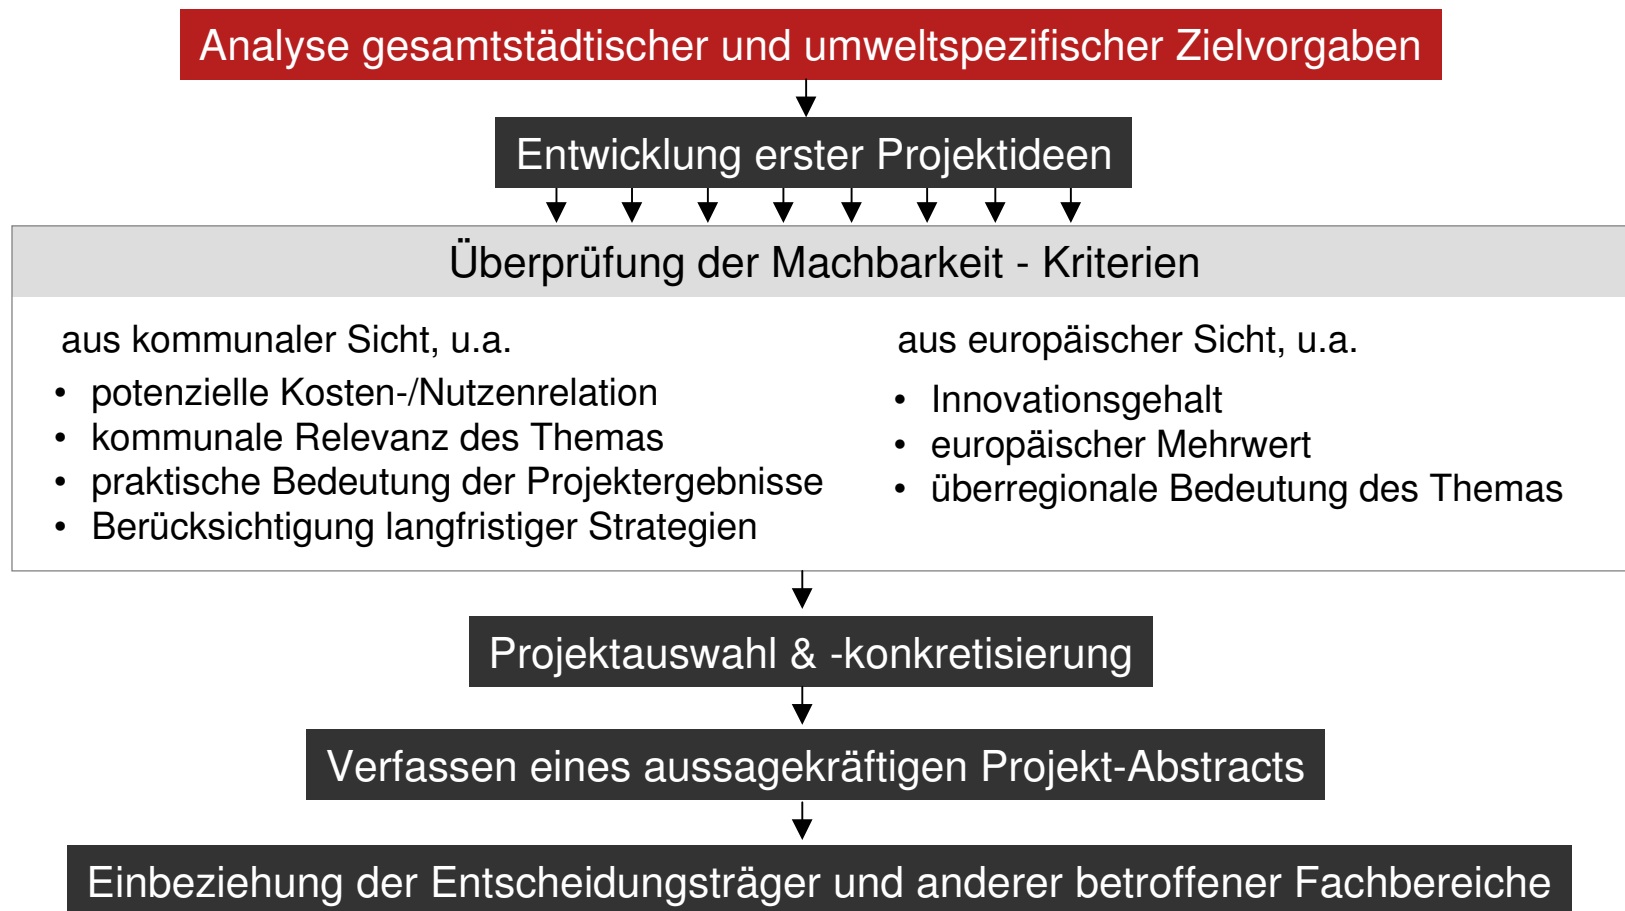 Analyse gesamtstädtischer und umweltspezifischer Zielvorgaben
Entwicklung erster Projektideen
Überprüfung der Machbarkeit - Kriterien
aus kommunaler Sicht, u.a.
• potenzielle Kosten-/Nutzenrelation
• kommunale Relevanz des Themas
• praktische Bedeutung der Projektergebnisse
• Berücksichtigung langfristiger Strategien
aus europäischer Sicht, u.a.
• Innovationsgehalt
• europäischer Mehrwert
• überregionale Bedeutung des Themas
Projektauswahl & -konkretisierung
Verfassen eines aussagekräftigen Projekt-Abstracts
Einbeziehung der Entscheidungsträger und anderer betroffener Fachbereiche